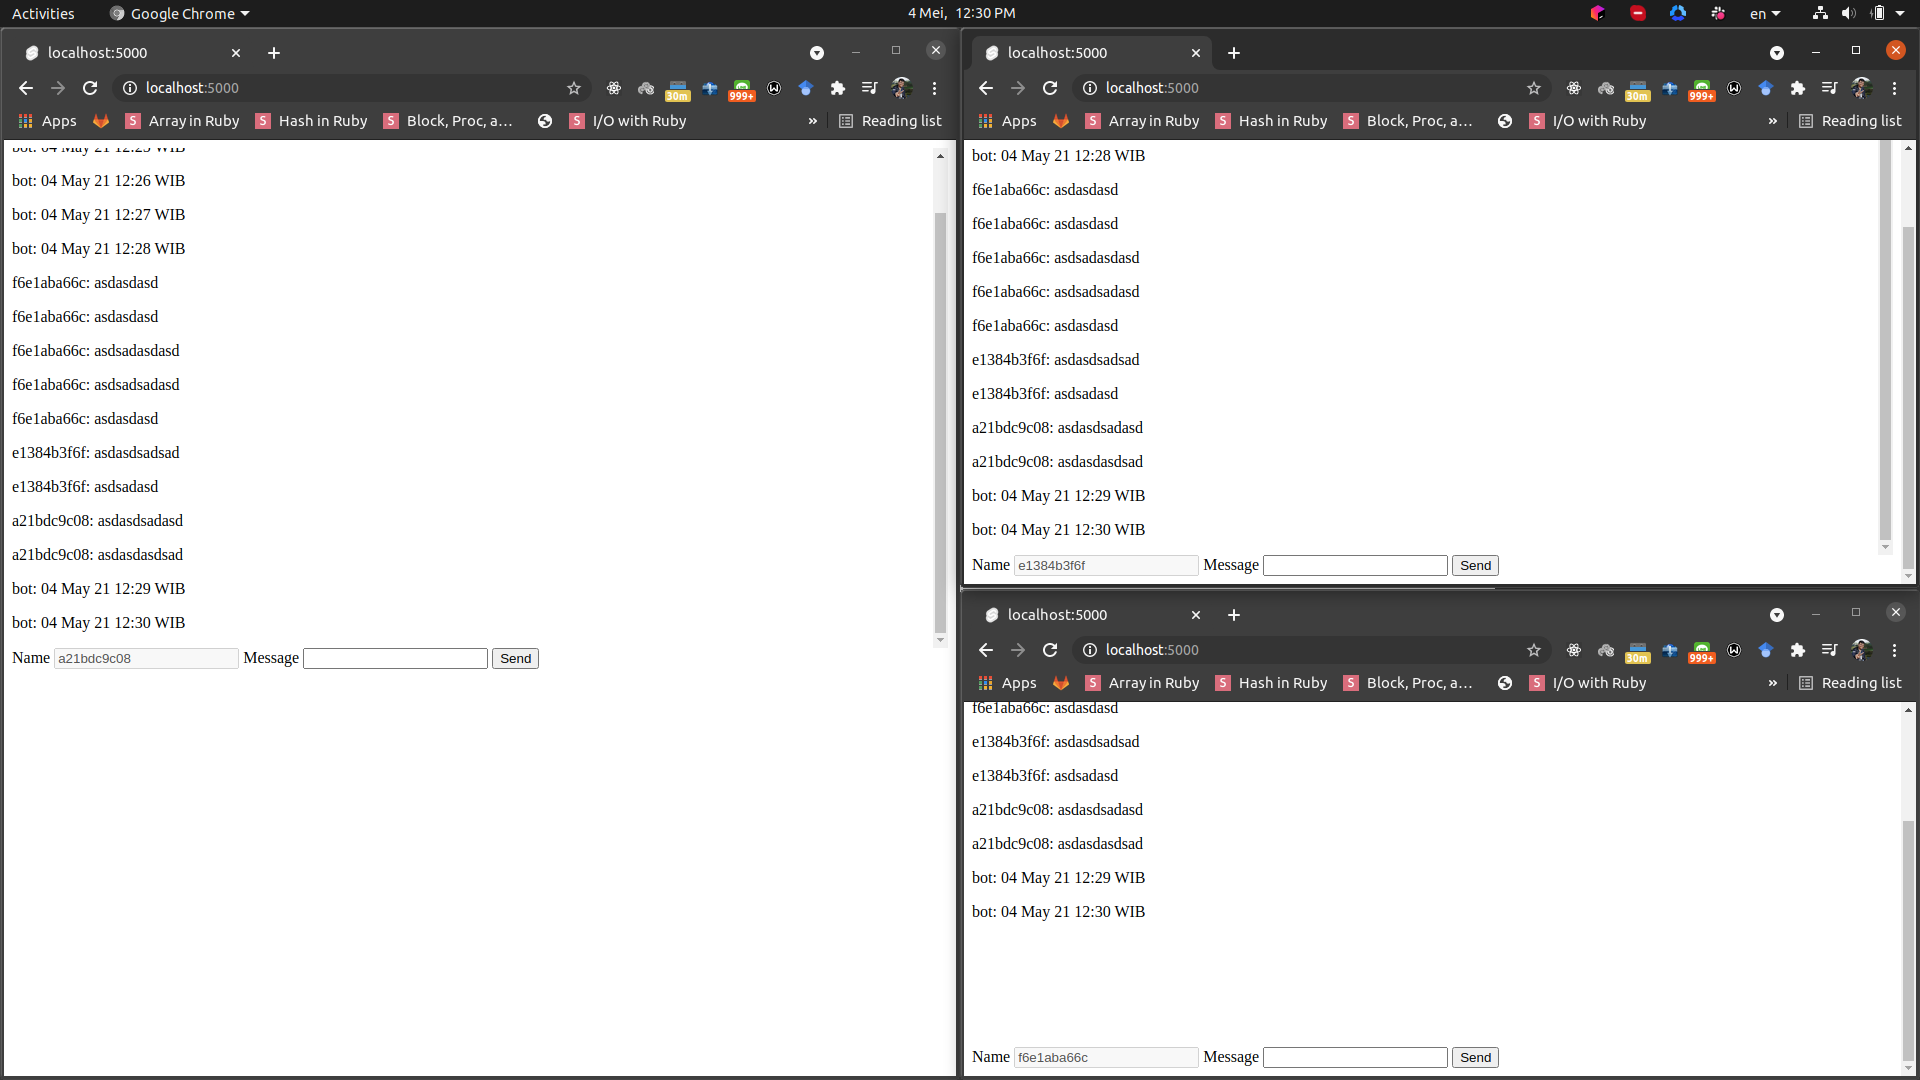 Activities Google Chrome 4 Mei, 12:30 PM en
localhost:5000
localhost:5000
30m 999+
Apps Array in Ruby Hash in Ruby Block, Proc, a... I/O with Ruby » Reading list
bot: 04 May 21 12:25 WIB
bot: 04 May 21 12:26 WIB
bot: 04 May 21 12:27 WIB
bot: 04 May 21 12:28 WIB
f6e1aba66c: asdasdasd
f6e1aba66c: asdasdasd
f6e1aba66c: asdsadasdasd
f6e1aba66c: asdsadsadasd
f6e1aba66c: asdasdasd
e1384b3f6f: asdasdsadsad
e1384b3f6f: asdsadasd
a21bdc9c08: asdasdsadasd
a21bdc9c08: asdasdasdsad
bot: 04 May 21 12:29 WIB
bot: 04 May 21 12:30 WIB
Name a21bdc9c08 Message Send
localhost:5000
localhost:5000
30m 999+
Apps Array in Ruby Hash in Ruby Block, Proc, a... I/O with Ruby » Reading list
bot: 04 May 21 12:28 WIB
f6e1aba66c: asdasdasd
f6e1aba66c: asdasdasd
f6e1aba66c: asdsadasdasd
f6e1aba66c: asdsadsadasd
f6e1aba66c: asdasdasd
e1384b3f6f: asdasdsadsad
e1384b3f6f: asdsadasd
a21bdc9c08: asdasdsadasd
a21bdc9c08: asdasdasdsad
bot: 04 May 21 12:29 WIB
bot: 04 May 21 12:30 WIB
Name e1384b3f6f Message Send
localhost:5000
localhost:5000
30m 999+
Apps Array in Ruby Hash in Ruby Block, Proc, a... I/O with Ruby » Reading list
f6e1aba66c: asdasdasd
e1384b3f6f: asdasdsadsad
e1384b3f6f: asdsadasd
a21bdc9c08: asdasdsadasd
a21bdc9c08: asdasdasdsad
bot: 04 May 21 12:29 WIB
bot: 04 May 21 12:30 WIB
Name f6e1aba66c Message Send